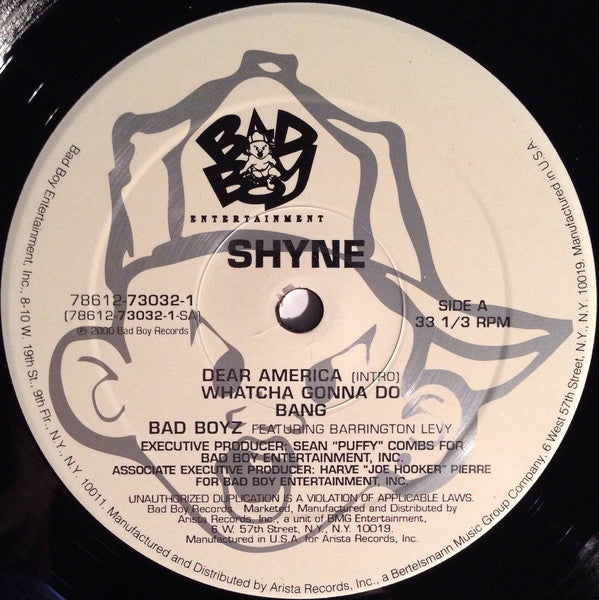 BAD
BOY
ENTERTAINMENT
SHYNE
78612-73032-1
(78612-73032-1-SA)
℗ 2000 Bad Boy Records
SIDE A
33 1/3 RPM
DEAR AMERICA (INTRO)
WHATCHA GONNA DO
BANG
BAD BOYZ FEATURING BARRINGTON LEVY
EXECUTIVE PRODUCER: SEAN "PUFFY" COMBS FOR
BAD BOY ENTERTAINMENT, INC.
ASSOCIATE EXECUTIVE PRODUCER: HARVE "JOE HOOKER" PIERRE
FOR BAD BOY ENTERTAINMENT, INC.
UNAUTHORIZED DUPLICATION IS A VIOLATION OF APPLICABLE LAWS.
Bad Boy Records. Marketed, Manufactured and Distributed by
Arista Records, Inc., a unit of BMG Entertainment,
6 W. 57th Street, N.Y., N.Y. 10019.
Manufactured in U.S.A. for Arista Records, Inc.
Bad Boy Entertainment, Inc., 8-10 W. 19th St., 9th Flr., N.Y., N.Y. 10011. Manufactured and Distributed by Arista Records, Inc., a Bertelsmann Music Group Company, 6 West 57th Street, N.Y., N.Y. 10019. Manufactured in U.S.A.